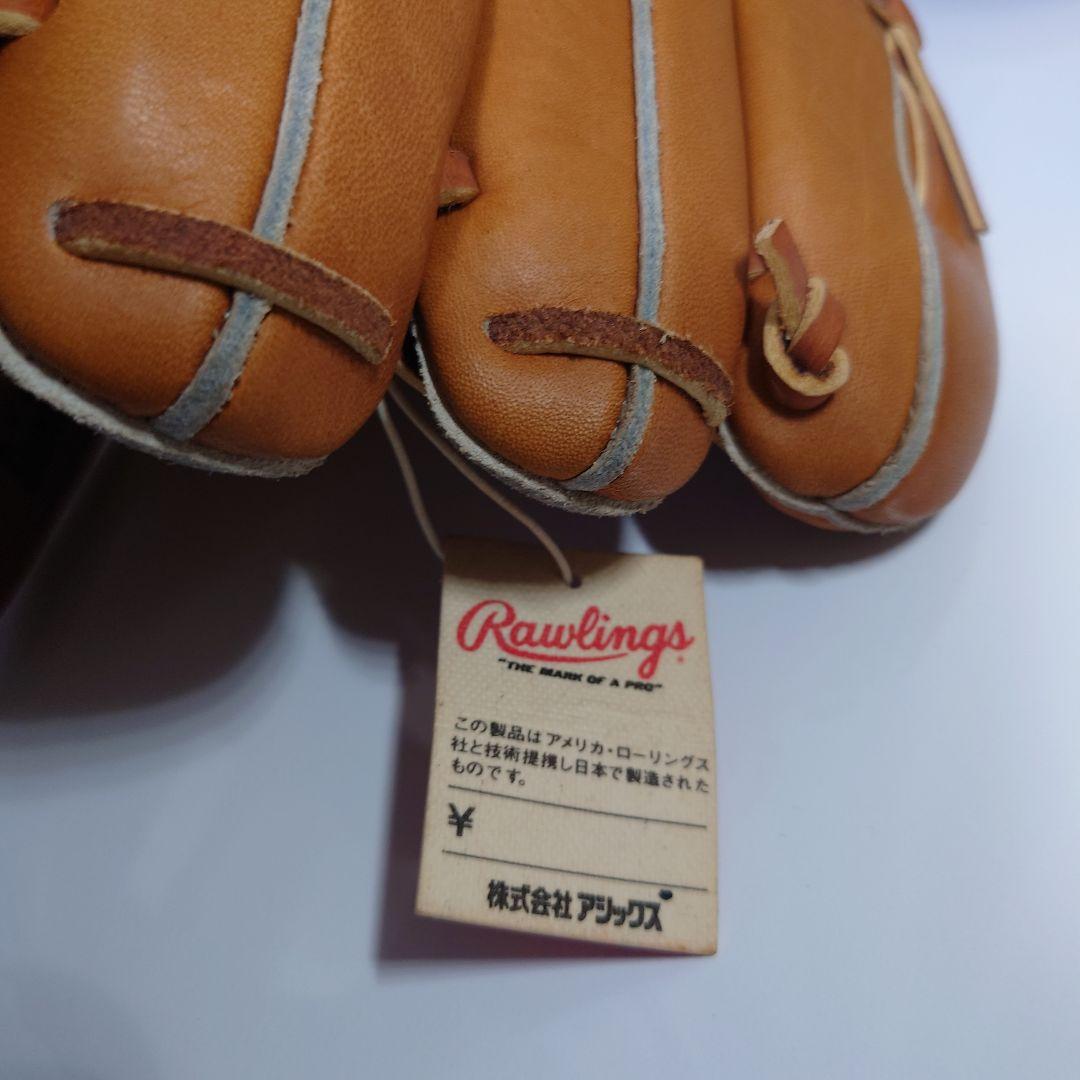 Rawlings®
"THE MARK OF A PRO"
この製品はアメリカ・ローリングス
社と技術提携し日本で製造された
ものです。
¥
株式会社アシックス